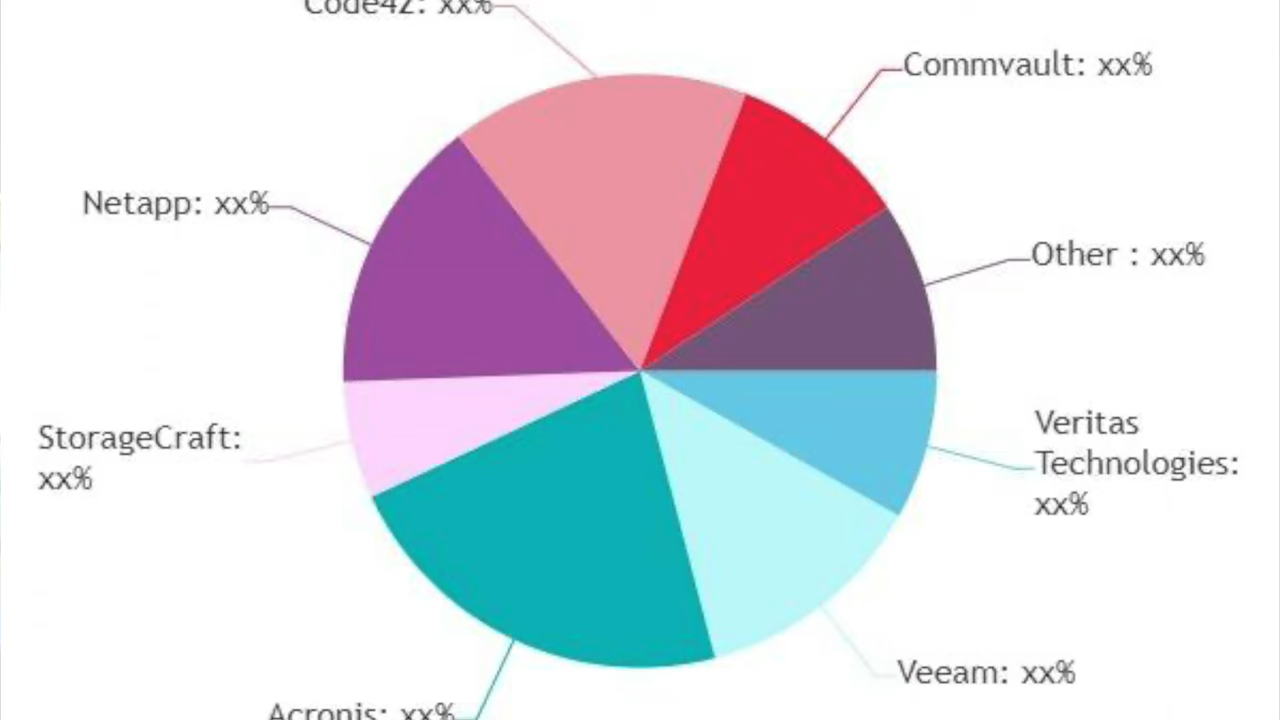 Code42: xx%
Commvault: xx%
Netapp: xx%
Other : xx%
Veritas
Technologies:
xx%
StorageCraft:
xx%
Veeam: xx%
Acronis: xx%